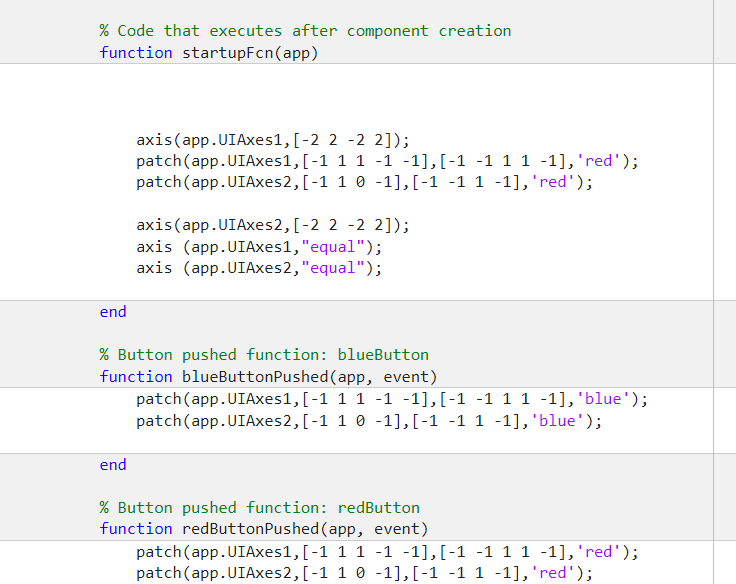 % Code that executes after component creation
function startupFcn(app)
axis(app.UIAxes1,[-2 2 -2 2]);
patch(app.UIAxes1,[-1 1 1 -1 -1],[-1 -1 1 1 -1],'red');
patch(app.UIAxes2,[-1 1 0 -1],[-1 -1 1 -1],'red');
axis(app.UIAxes2,[-2 2 -2 2]);
axis (app.UIAxes1,"equal");
axis (app.UIAxes2,"equal");
end
% Button pushed function: blueButton
function blueButtonPushed(app, event)
patch(app.UIAxes1,[-1 1 1 -1 -1],[-1 -1 1 1 -1],'blue');
patch(app.UIAxes2,[-1 1 0 -1],[-1 -1 1 -1],'blue');
end
% Button pushed function: redButton
function redButtonPushed(app, event)
patch(app.UIAxes1,[-1 1 1 -1 -1],[-1 -1 1 1 -1],'red');
patch(app.UIAxes2,[-1 1 0 -1],[-1 -1 1 -1],'red');